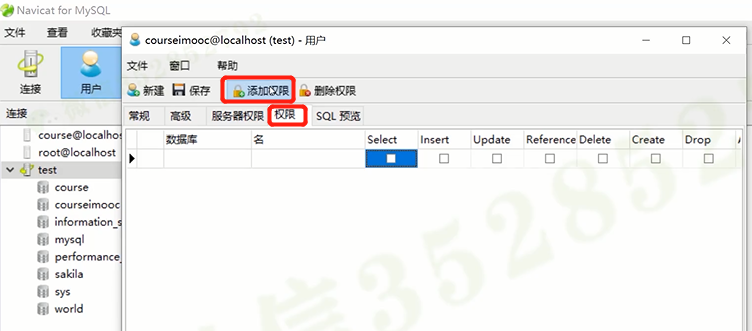 Navicat for MySQL
文件 查看 收藏夹
连接 用户
连接
course@localh
root@localhost
test
course
courseimooc
information_s
mysql
performance_
sakila
sys
world
courseimooc@localhost (test) - 用户
文件 窗口 帮助
新建 保存 添加权限 删除权限
常规 高级 服务器权限 权限 SQL 预览
数据库 名 Select Insert Update Reference Delete Create Drop